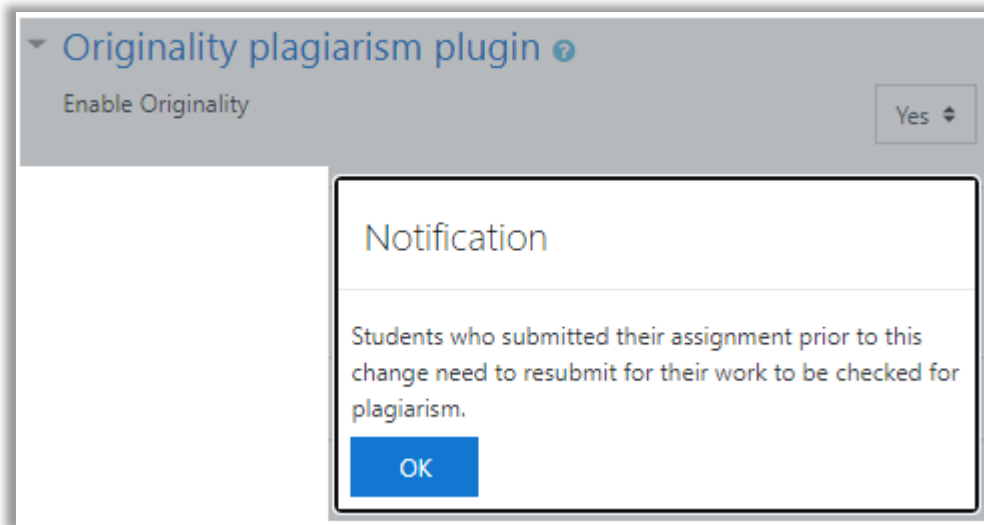 Originality plagiarism plugin ?
Enable Originality
Yes
Notification
Students who submitted their assignment prior to this
change need to resubmit for their work to be checked for
plagiarism.
OK